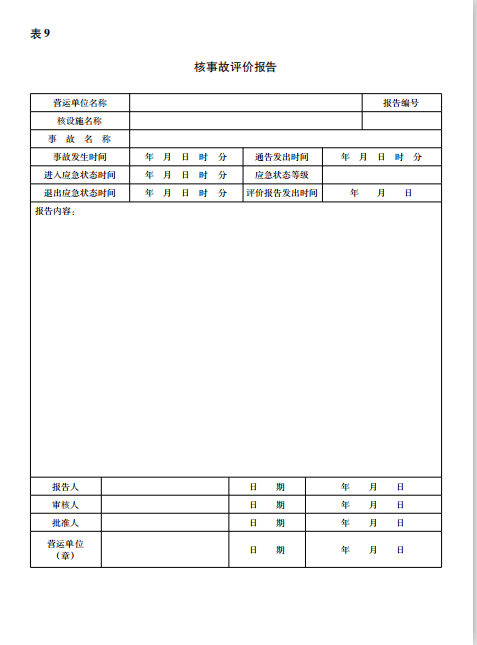 表 9
核事故评价报告
营运单位名称 报告编号
核设施名称
事 故 名 称
事故发生时间 年 月 日 时 分 通告发出时间 年 月 日 时 分
进入应急状态时间 年 月 日 时 分 应急状态等级
退出应急状态时间 年 月 日 时 分 评价报告发出时间 年 月 日
报告内容：
报告人 日 期 年 月 日
审核人 日 期 年 月 日
批准人 日 期 年 月 日
营运单位
（章） 日 期 年 月 日